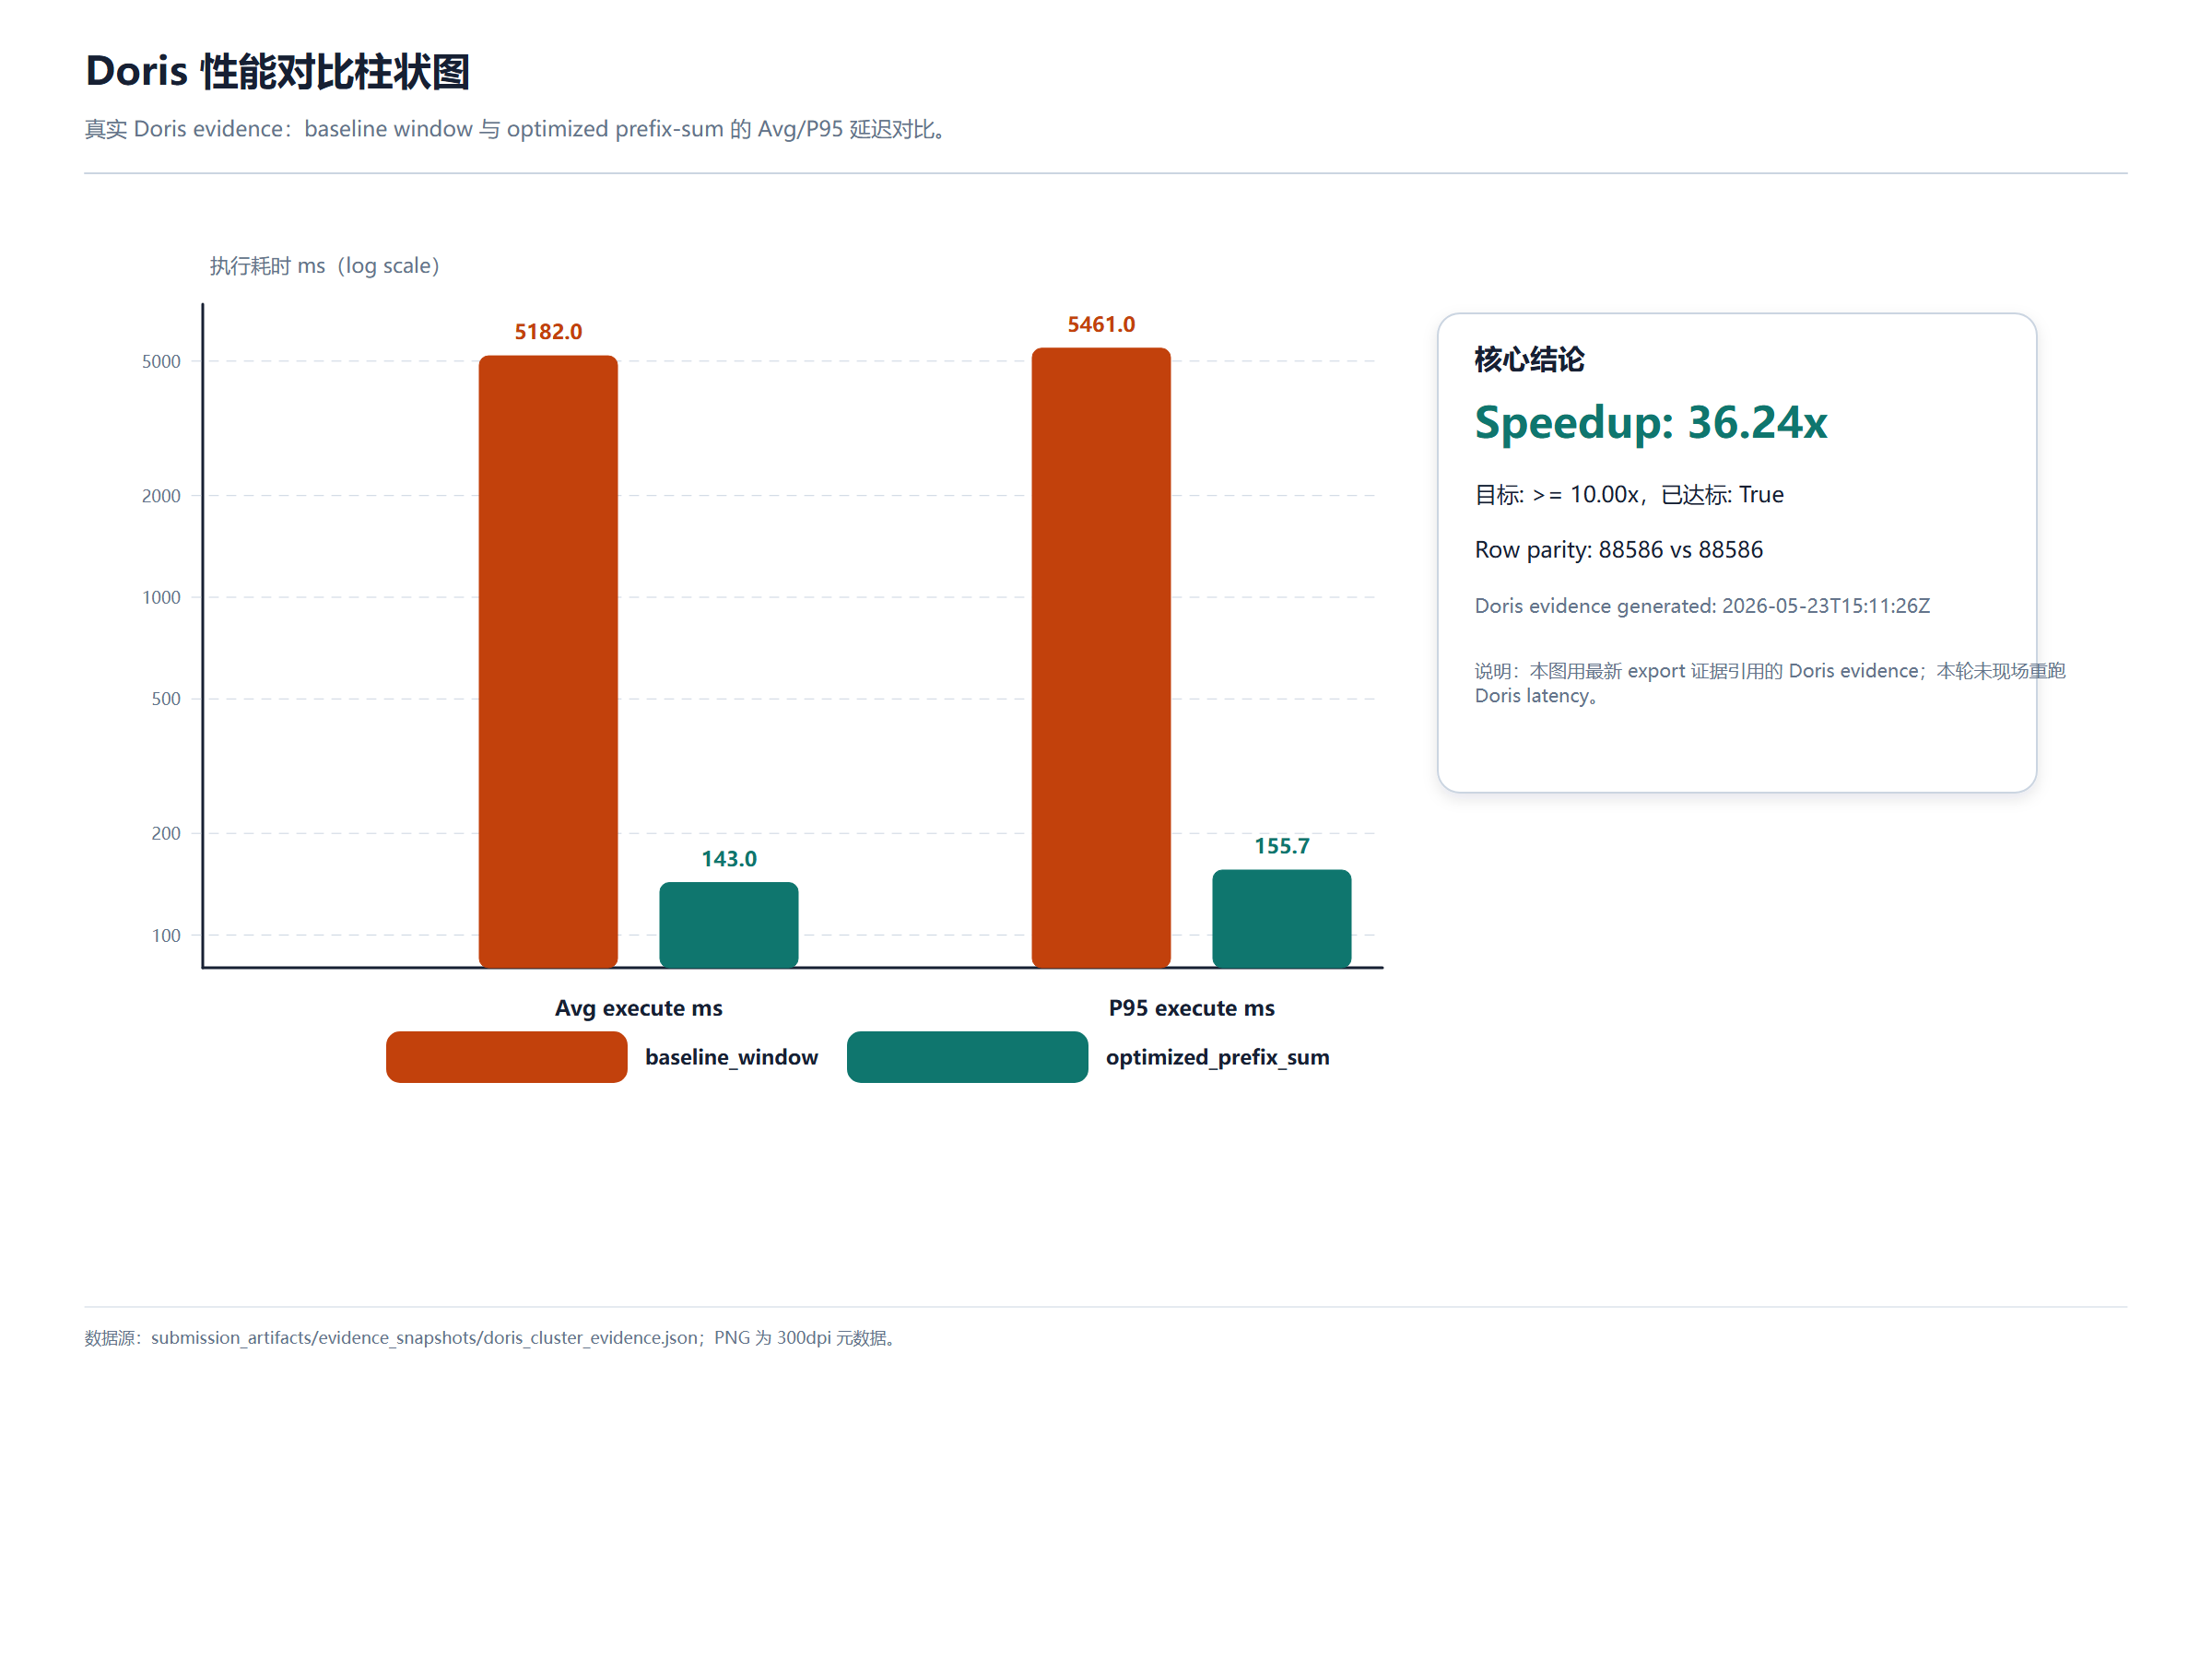 Doris 性能对比柱状图
真实 Doris evidence：baseline window 与 optimized prefix-sum 的 Avg/P95 延迟对比。
执行耗时 ms（log scale）
5000
2000
1000
500
200
100
5182.0
143.0
5461.0
155.7
Avg execute ms
P95 execute ms
baseline_window
optimized_prefix_sum
核心结论
Speedup: 36.24x
目标: >= 10.00x，已达标: True
Row parity: 88586 vs 88586
Doris evidence generated: 2026-05-23T15:11:26Z
说明：本图用最新 export 证据引用的 Doris evidence；本轮未现场重跑
Doris latency。
数据源：submission_artifacts/evidence_snapshots/doris_cluster_evidence.json；PNG 为 300dpi 元数据。